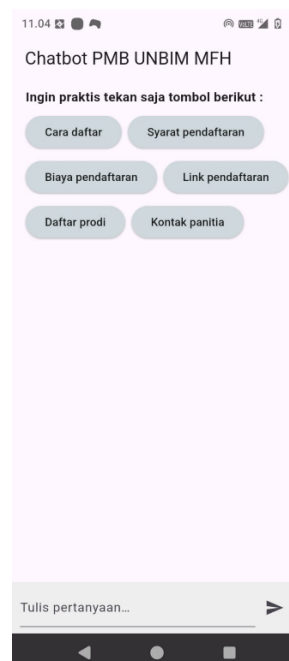 11.04
Chatbot PMB UNBIM MFH
Ingin praktis tekan saja tombol berikut :
Cara daftar
Syarat pendaftaran
Biaya pendaftaran
Link pendaftaran
Daftar prodi
Kontak panitia
Tulis pertanyaan...